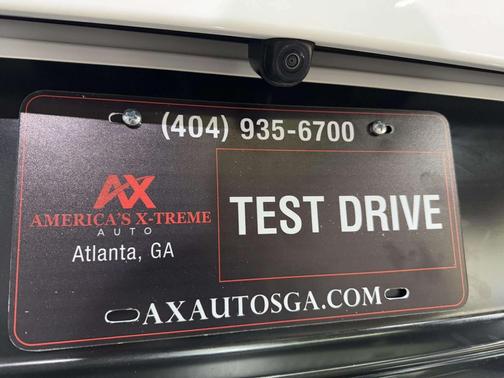 (404) 935-6700
AX
AMERICA'S X-TREME
AUTO
Atlanta, GA
TEST DRIVE
AXAUTOSGA.COM